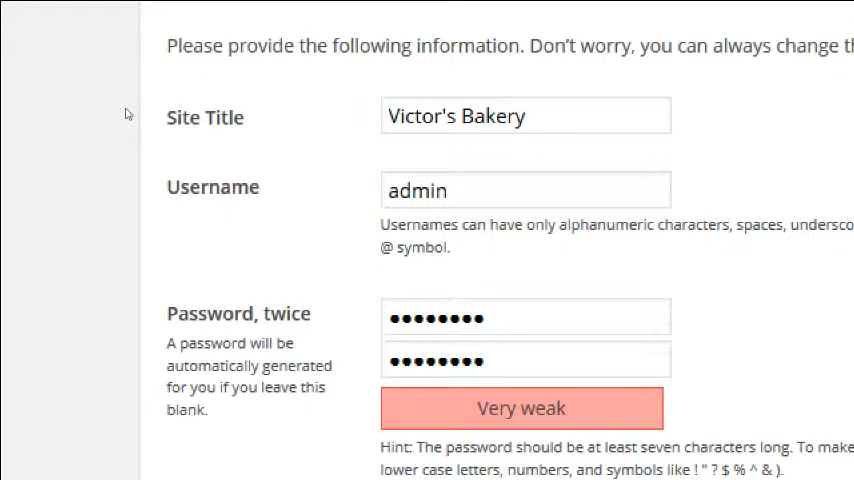 Please provide the following information. Don't worry, you can always change
Site Title
Victor's Bakery
Username
admin
Usernames can have only alphanumeric characters, spaces,
@ symbol.
Password, twice
●●●●●●●●
A password will be
automatically generated
for you if you leave this
blank.
●●●●●●●●
Very weak
Hint: The password should be at least seven characters long. To make
lower case letters, numbers, and symbols like ! " ? $ % ^ & ).